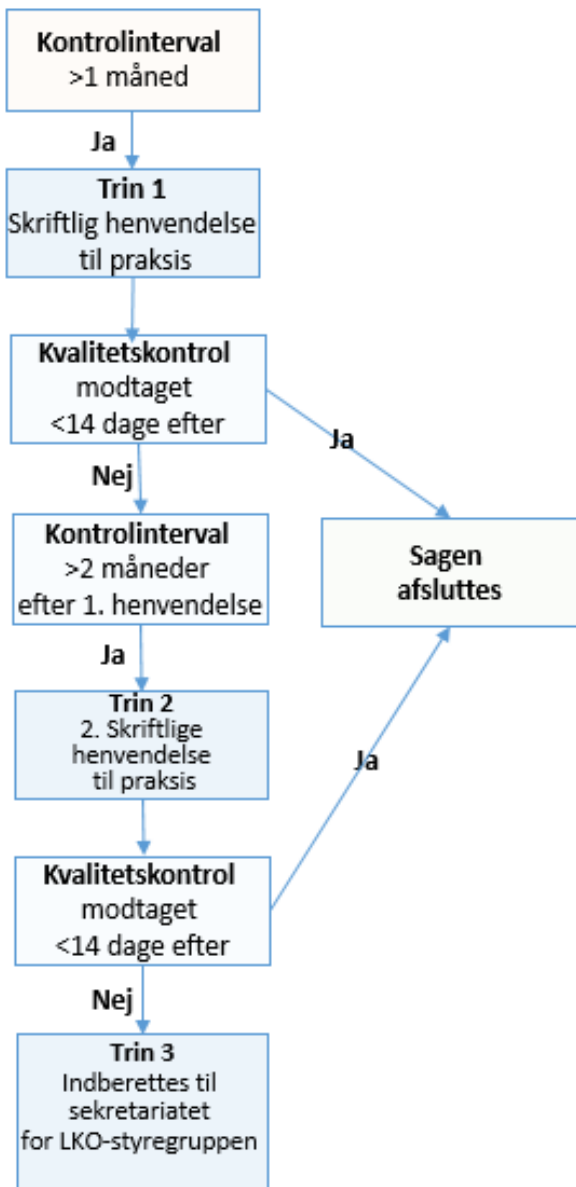 Kontrolinterval
>1 måned
Ja
Trin 1
Skriftlig henvendelse
til praksis
Kvalitetskontrol
modtaget
<14 dage efter
Ja
Nej
Kontrolinterval
>2 måneder
efter 1. henvendelse
Sagen
afsluttes
Ja
Trin 2
2. Skriftlige
henvendelse
til praksis
Ja
Kvalitetskontrol
modtaget
<14 dage efter
Nej
Trin 3
Indberettes til
sekretariatet
for LKO-styregruppen